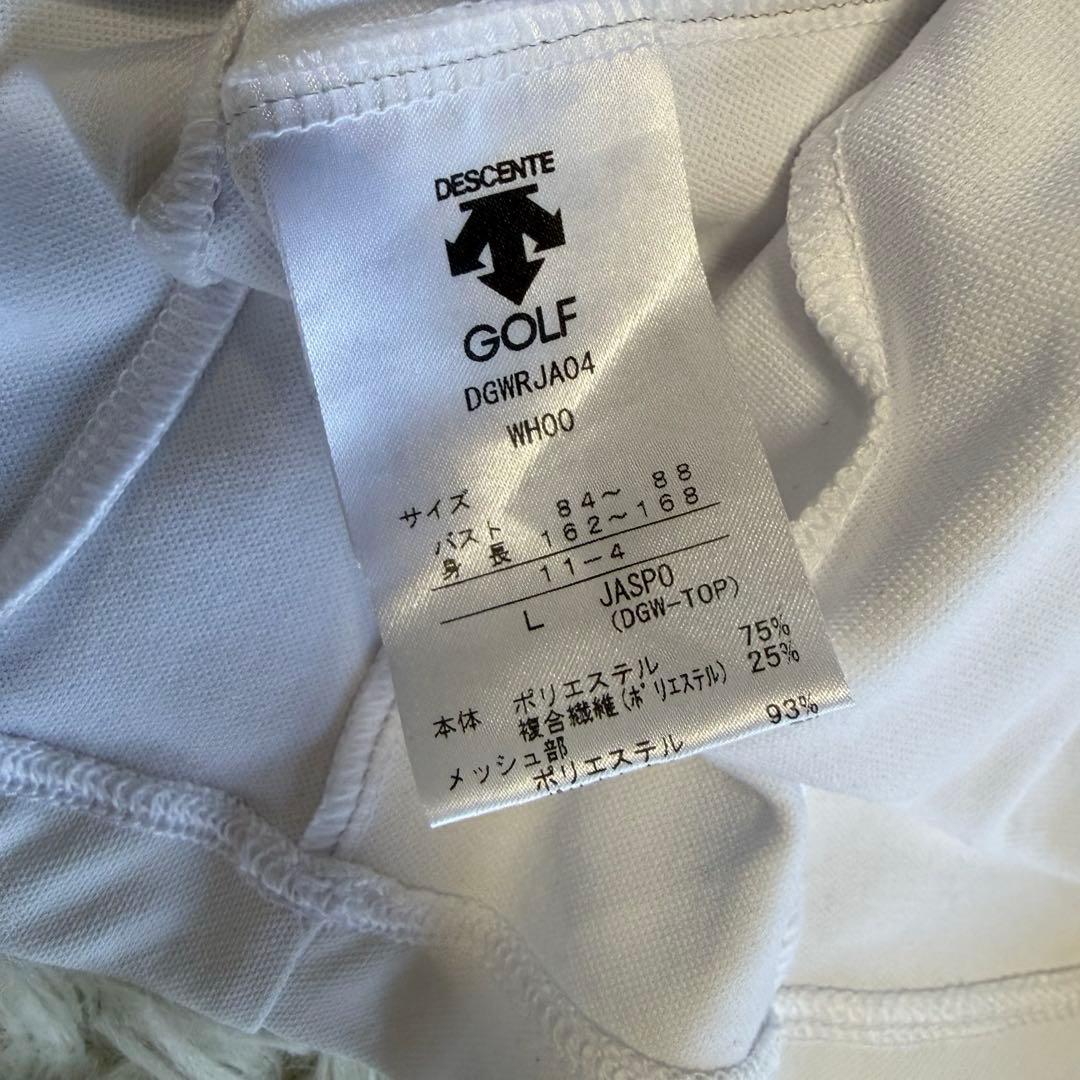 DESCENTE
GOLF
DGWRJA04
WH00
サイズ
バスト 84～ 88
身長 162～168
11-4
L JASPO
(DGW-TOP)
本体 ポリエステル 75%
複合繊維(ポリエステル) 25%
メッシュ部
ポリエステル 93%